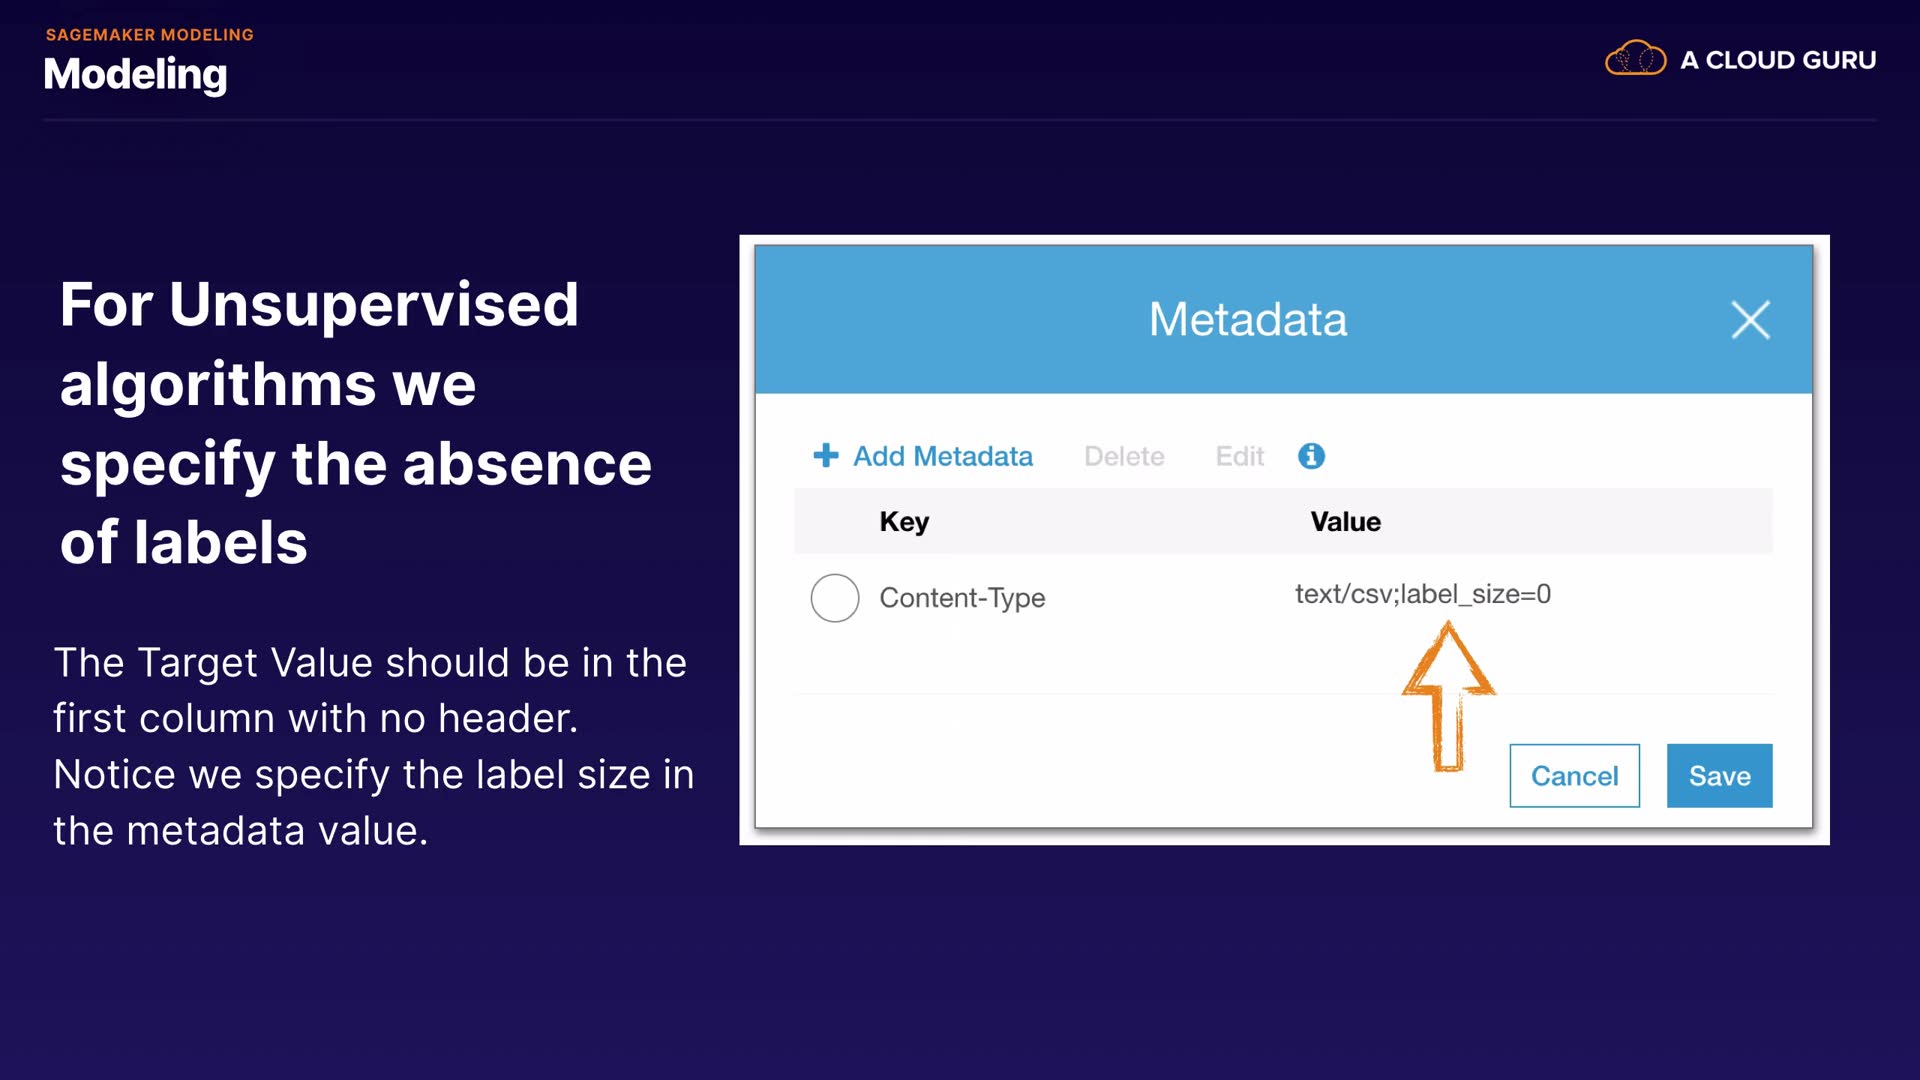 SAGEMAKER MODELING
Modeling
A CLOUD GURU
For Unsupervised
algorithms we
specify the absence
of labels
The Target Value should be in the
first column with no header.
Notice we specify the label size in
the metadata value.
Metadata
Add Metadata Delete Edit
Key Value
Content-Type text/csv;label_size=0
Cancel Save